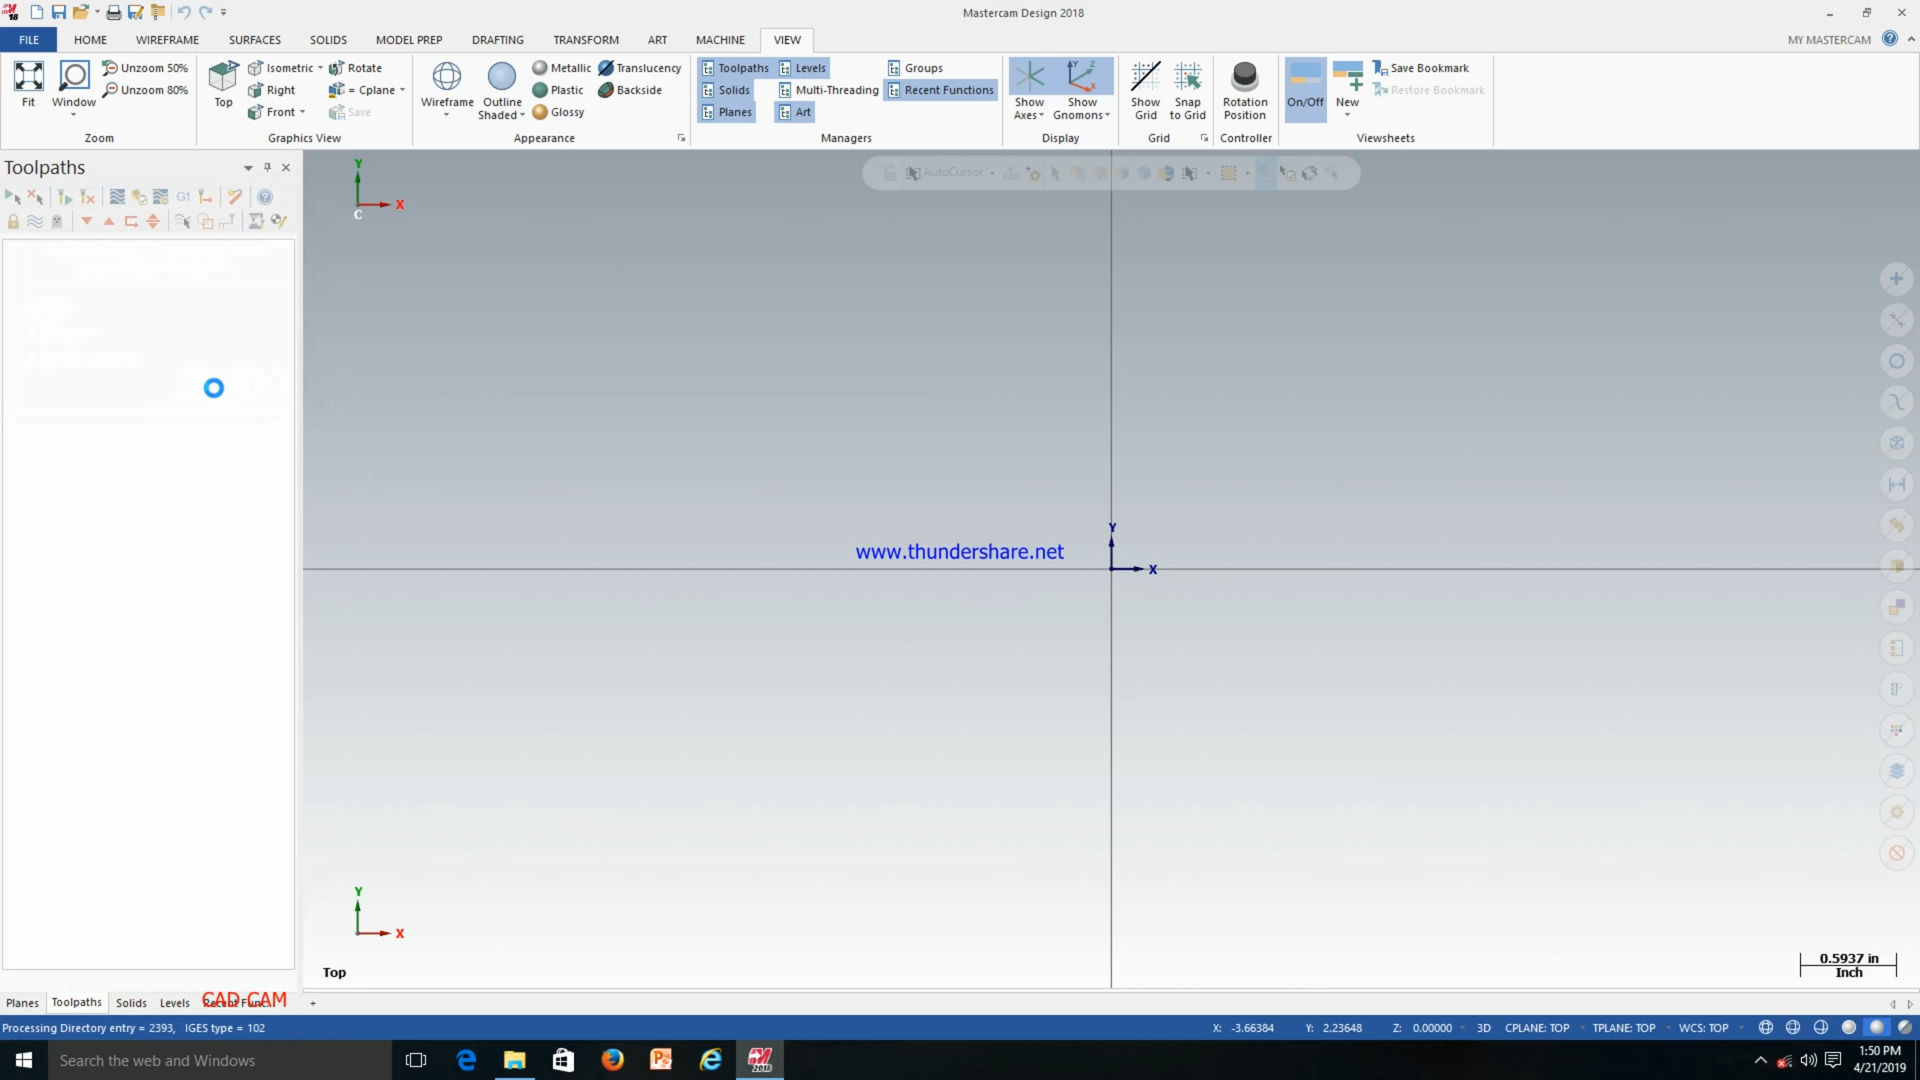 Mastercam Design 2018
FILE HOME WIREFRAME SURFACES SOLIDS MODEL PREP DRAFTING TRANSFORM ART MACHINE VIEW MY MASTERCAM
Fit
Window
Unzoom 50%
Unzoom 80%
Zoom
Top
Isometric
Right
Front
Rotate
= Cplane
Save
Graphics View
Wireframe
Outline
Shaded
Metallic
Plastic
Glossy
Translucency
Backside
Appearance
Toolpaths
Solids
Planes
Levels
Multi-Threading
Art
Groups
Recent Functions
Managers
Show
Axes
Show
Gnomons
Display
Show
Grid
Snap
to Grid
Grid
Rotation
Position
Controller
On/Off
New
Save Bookmark
Restore Bookmark
Viewsheets
Toolpaths
G1
AutoCursor
Y
X
C
www.thundershare.net
Y
X
Y
X
Top
0.5937 in
Inch
Planes Toolpaths Solids Levels Recent Func...
CAD CAM
+
Processing Directory entry = 2393, IGES type = 102
X: -3.66384 Y: 2.23648 Z: 0.00000 3D CPLANE: TOP TPLANE: TOP WCS: TOP
Search the web and Windows
2018
1:50 PM
4/21/2019